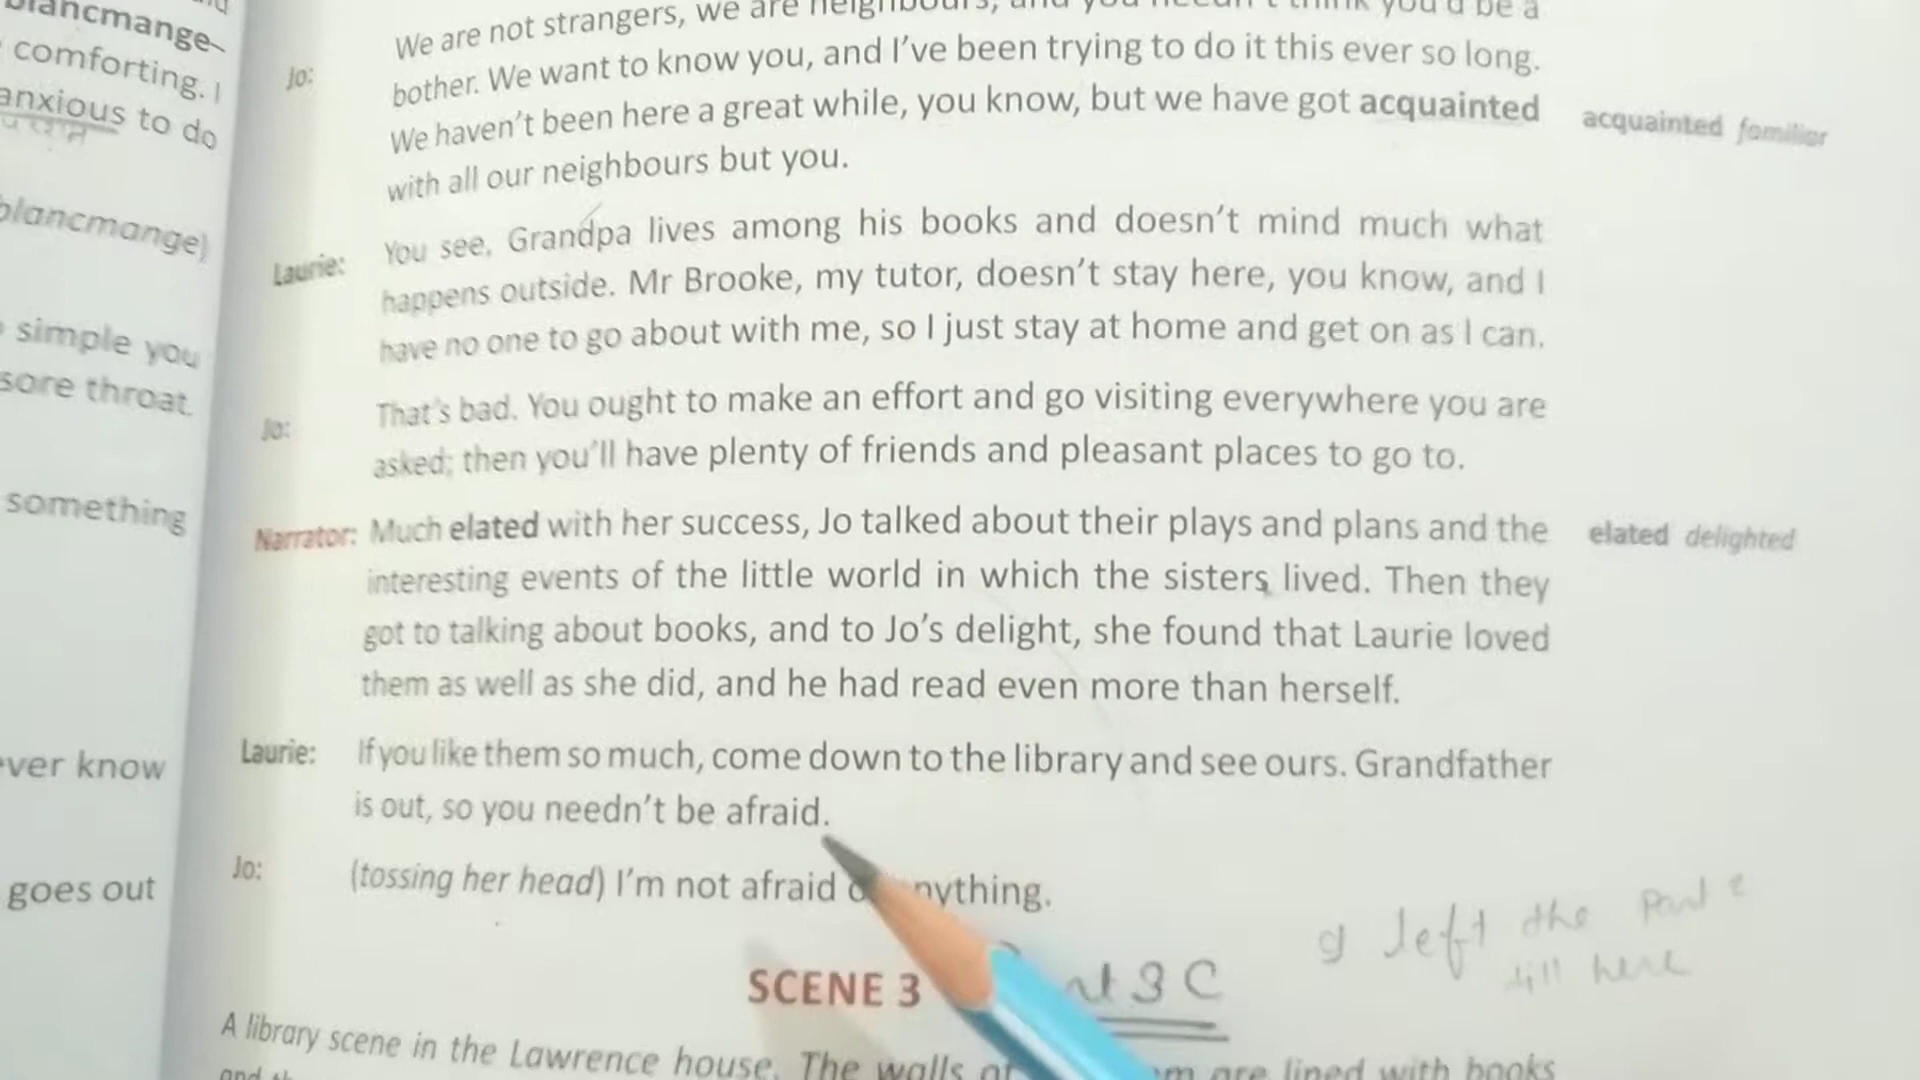 blancmange-
comforting. I
anxious to do
blancmange)
simple you
sore throat.
something
ever know
goes out
We are not strangers, we are neighbours, and you needn't think you'd be a
Jo: bother. We want to know you, and I've been trying to do it this ever so long.
We haven't been here a great while, you know, but we have got acquainted
with all our neighbours but you.
acquainted familiar
Laurie: You see, Grandpa lives among his books and doesn't mind much what
happens outside. Mr Brooke, my tutor, doesn't stay here, you know, and I
have no one to go about with me, so I just stay at home and get on as I can.
Jo: That's bad. You ought to make an effort and go visiting everywhere you are
asked; then you'll have plenty of friends and pleasant places to go to.
Narrator: Much elated with her success, Jo talked about their plays and plans and the
interesting events of the little world in which the sisters lived. Then they
got to talking about books, and to Jo's delight, she found that Laurie loved
them as well as she did, and he had read even more than herself.
elated delighted
Laurie: If you like them so much, come down to the library and see ours. Grandfather
is out, so you needn't be afraid.
Jo: (tossing her head) I'm not afraid nything.
left the Part 2
till here
SCENE 3
3 C
A library scene in the Lawrence house. The walls are lined with books